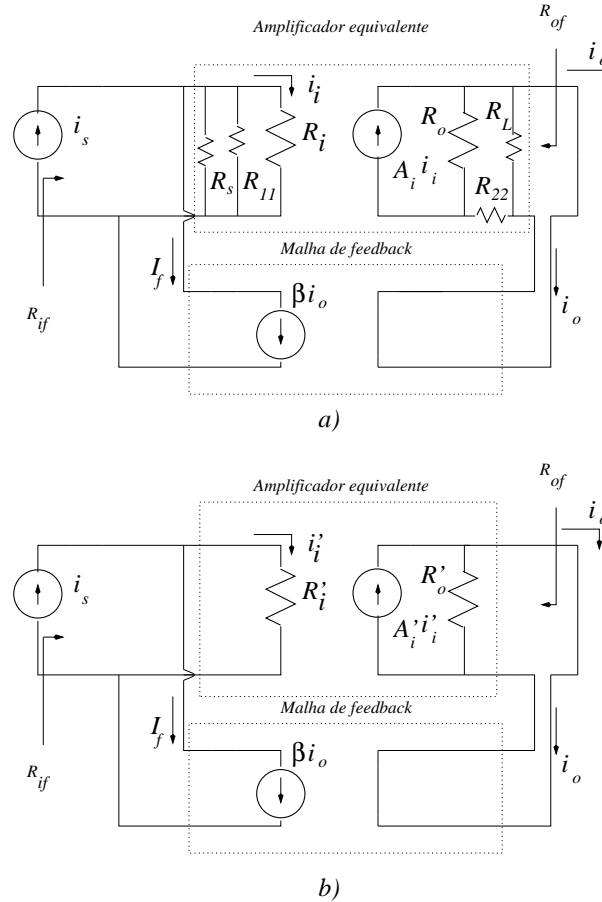 Amplificador equivalente
R_of
i_o
i_s
i_i
R_i
R_s
R_11
R_o
R_L
A_i i_i
R_22
Malha de feedback
R_if
I_f
βi_o
i_o
a)
Amplificador equivalente
R_of
i_o
i_s
i'_i
R'_i
R'_o
A'_i i'_i
Malha de feedback
R_if
I_f
βi_o
i_o
b)